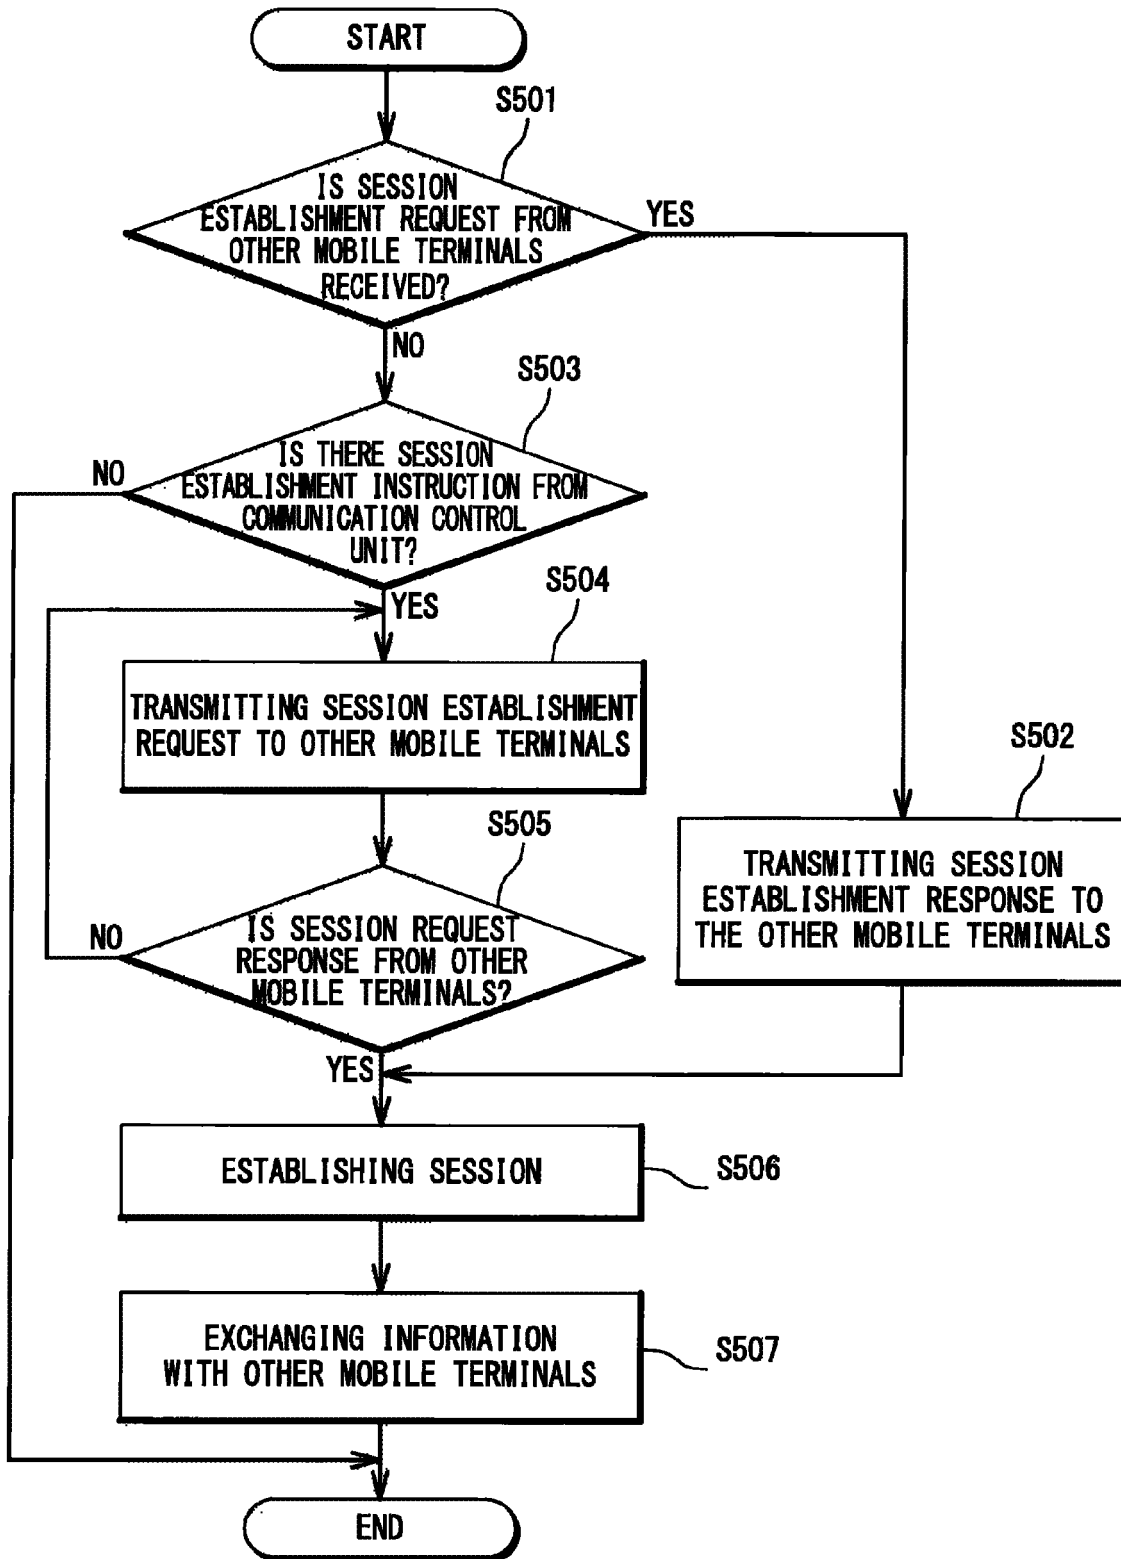 START
S501
IS SESSION
ESTABLISHMENT REQUEST FROM
OTHER MOBILE TERMINALS
RECEIVED?
YES
NO
S503
IS THERE SESSION
ESTABLISHMENT INSTRUCTION FROM
COMMUNICATION CONTROL
UNIT?
NO
YES
S504
TRANSMITTING SESSION ESTABLISHMENT
REQUEST TO OTHER MOBILE TERMINALS
S502
TRANSMITTING SESSION
ESTABLISHMENT RESPONSE TO
THE OTHER MOBILE TERMINALS
S505
IS SESSION REQUEST
RESPONSE FROM OTHER
MOBILE TERMINALS?
NO
YES
ESTABLISHING SESSION
S506
EXCHANGING INFORMATION
WITH OTHER MOBILE TERMINALS
S507
END